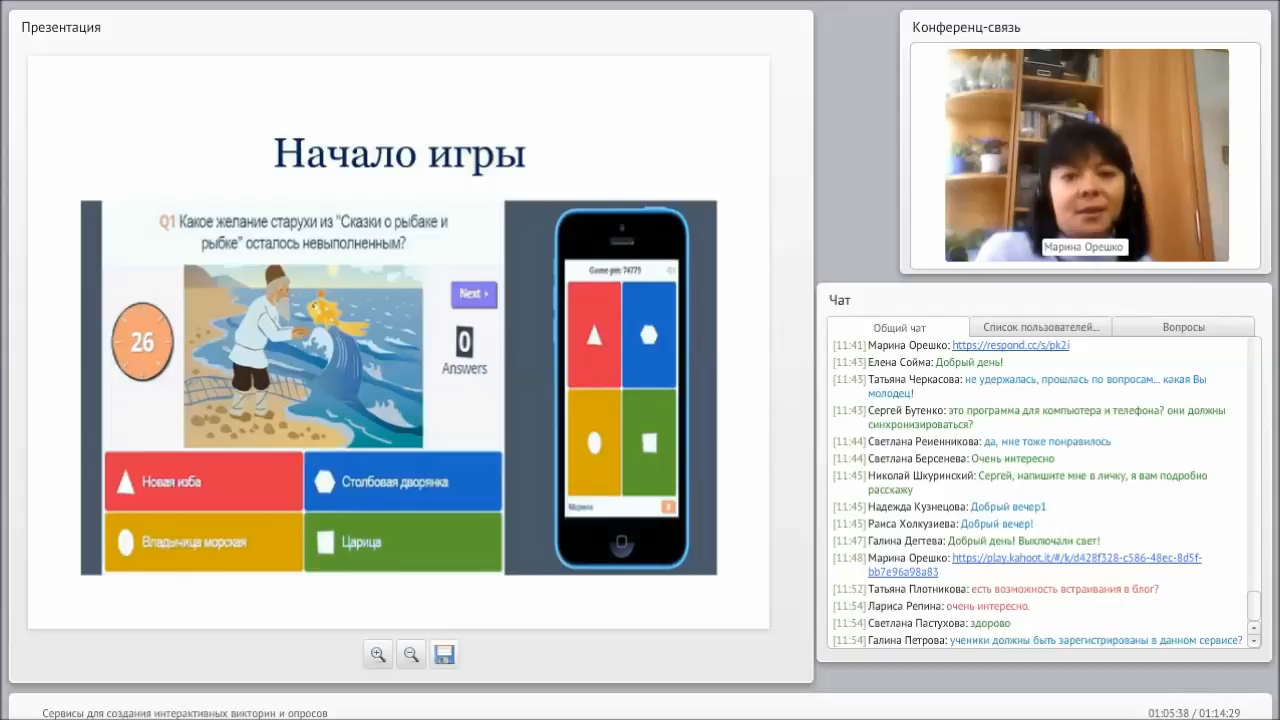 Презентация
Начало игры
Q1 Какое желание старухи из "Сказки о рыбаке и
рыбке" осталось невыполненным?
26
Next ›
0
Answers
Новая изба
Столбовая дворянка
Владычица морская
Царица
Game pin: 74773
Марина
0
Конференц-связь
Марина Орешко
Чат
Общий чат
Список пользователей...
Вопросы
[11:41] Марина Орешко: https://respond.cc/s/pk2i
[11:43] Елена Сойма: Добрый день!
[11:43] Татьяна Черкасова: не удержалась, прошлась по вопросам... какая Вы
молодец!
[11:43] Сергей Бутенко: это программа для компьютера и телефона? они должны
синхронизироваться?
[11:44] Светлана Реиенникова: да, мне тоже понравилось
[11:44] Светлана Берсенева: Очень интересно
[11:45] Николай Шкуринский: Сергей, напишите мне в личку, я вам подробно
расскажу
[11:45] Надежда Кузнецова: Добрый вечер1
[11:45] Раиса Холкузиева: Добрый вечер!
[11:47] Галина Дегтева: Добрый день! Выключали свет!
[11:48] Марина Орешко: https://play.kahoot.it/#/k/d428f328-c586-48ec-8d5f-
bb7e96a98a83
[11:52] Татьяна Плотникова: есть возможность встраивания в блог?
[11:54] Лариса Репина: очень интересно.
[11:54] Светлана Пастухова: здорово
[11:54] Галина Петрова: ученики должны быть зарегистрированы в данном сервисе?
Сервисы для создания интерактивных викторин и опросов
01:05:38 / 01:14:29